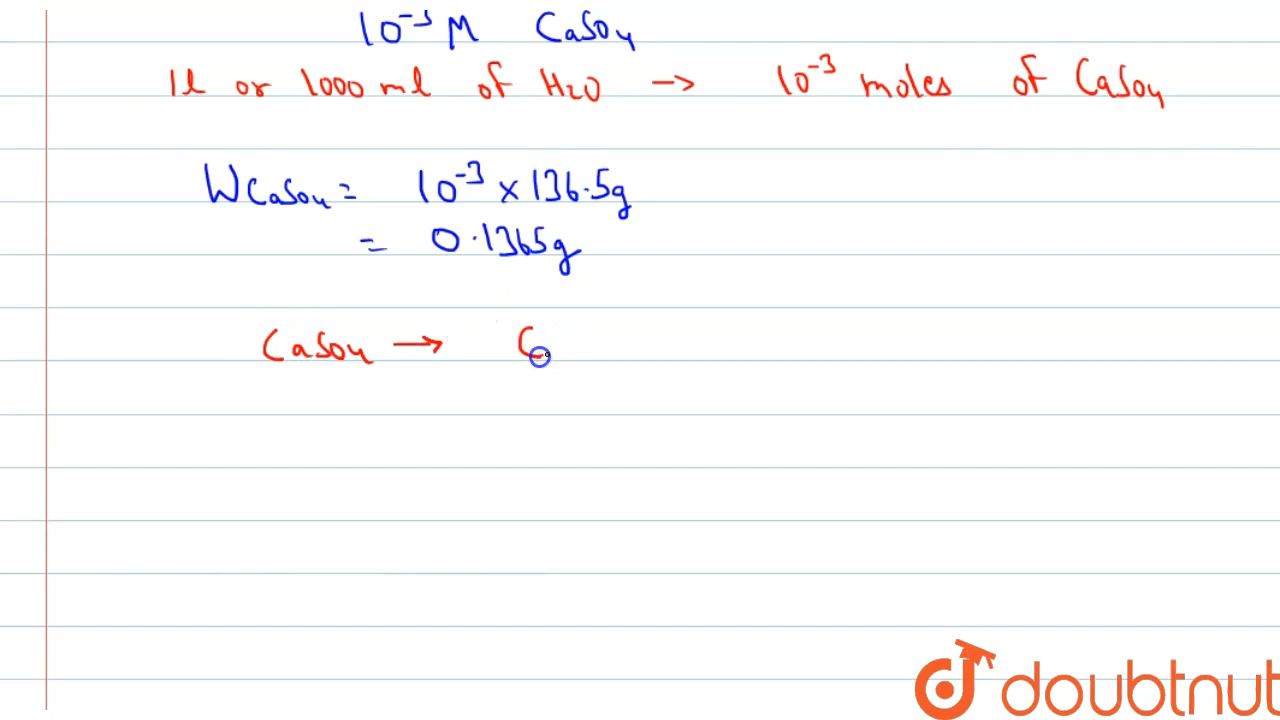 10⁻³ M CaSO4
1l or 1000 ml of H2O → 10⁻³ moles of CaSO4
WCaSO4 = 10⁻³ × 136.5g
= 0.1365g
CaSO4 → C
doubtnut